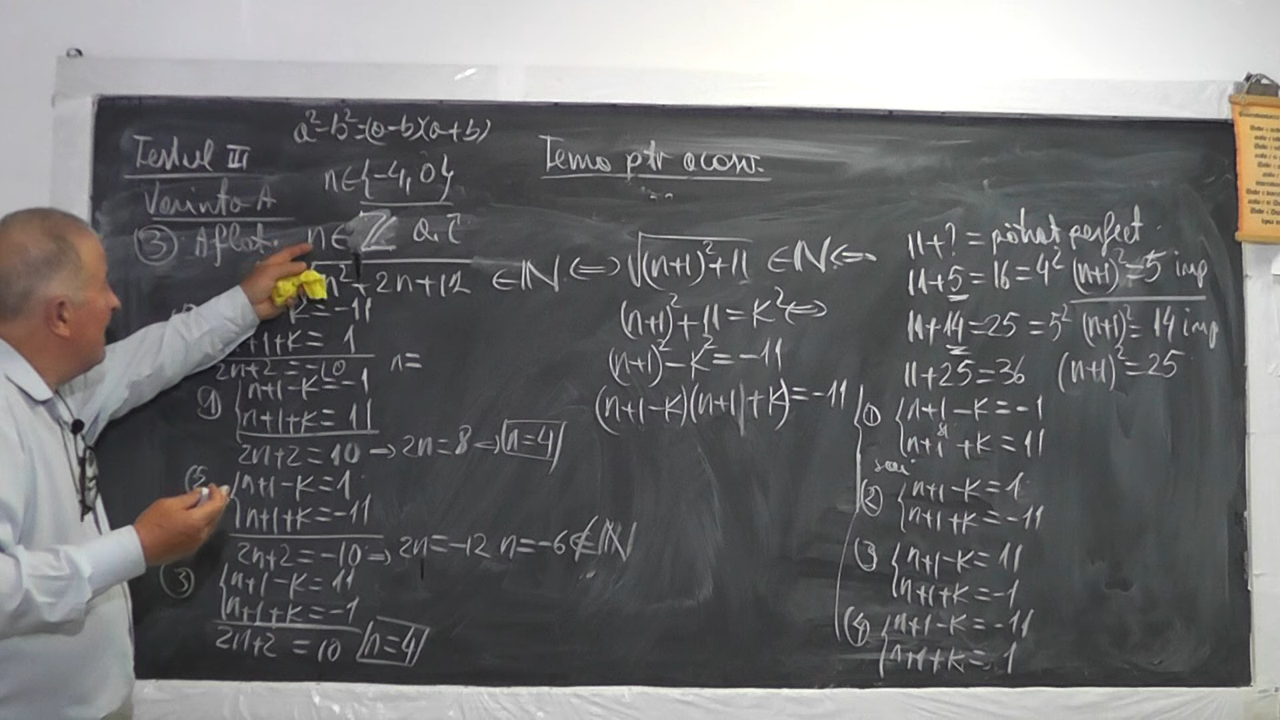 a²-b²=(a-b)(a+b)
Testul III
Varianta A
n∈{-4,0}
Temo ptr acasă.
③ Aflați n∈ℤ a.î
n²+2n+12 ∈ℕ ⟺ √(n+1)²+11 ∈ℕ ⟺
K=-11
+1+K= 1
2n+2=-10 n=
1) {n+1-K=-1
n+1+K=11
2n+2=10 → 2n=8 → n=4
n+1-K=1
n+1+K=-11
2n+2=-10 → 2n=-12 n=-6∉ℕ
③ {n+1-K=11
n+1+K=-1
2n+2=10 n=4
(n+1)²+11=K² ⟺
(n+1)²-K²=-11
(n+1-K)(n+1+K)=-11
11+?= pătrat perfect.
11+5=16=4² (n+1)²=5 imp
11+14=25=5² (n+1)²=14 imp
11+25=36 (n+1)²=25
① {n+1-K=-1
n+1+K=11
sau
② {n+1-K=1
n+1+K=-11
③ {n+1-K=11
n+1+K=-1
④ {n+1-K=-11
n+1+K= 1